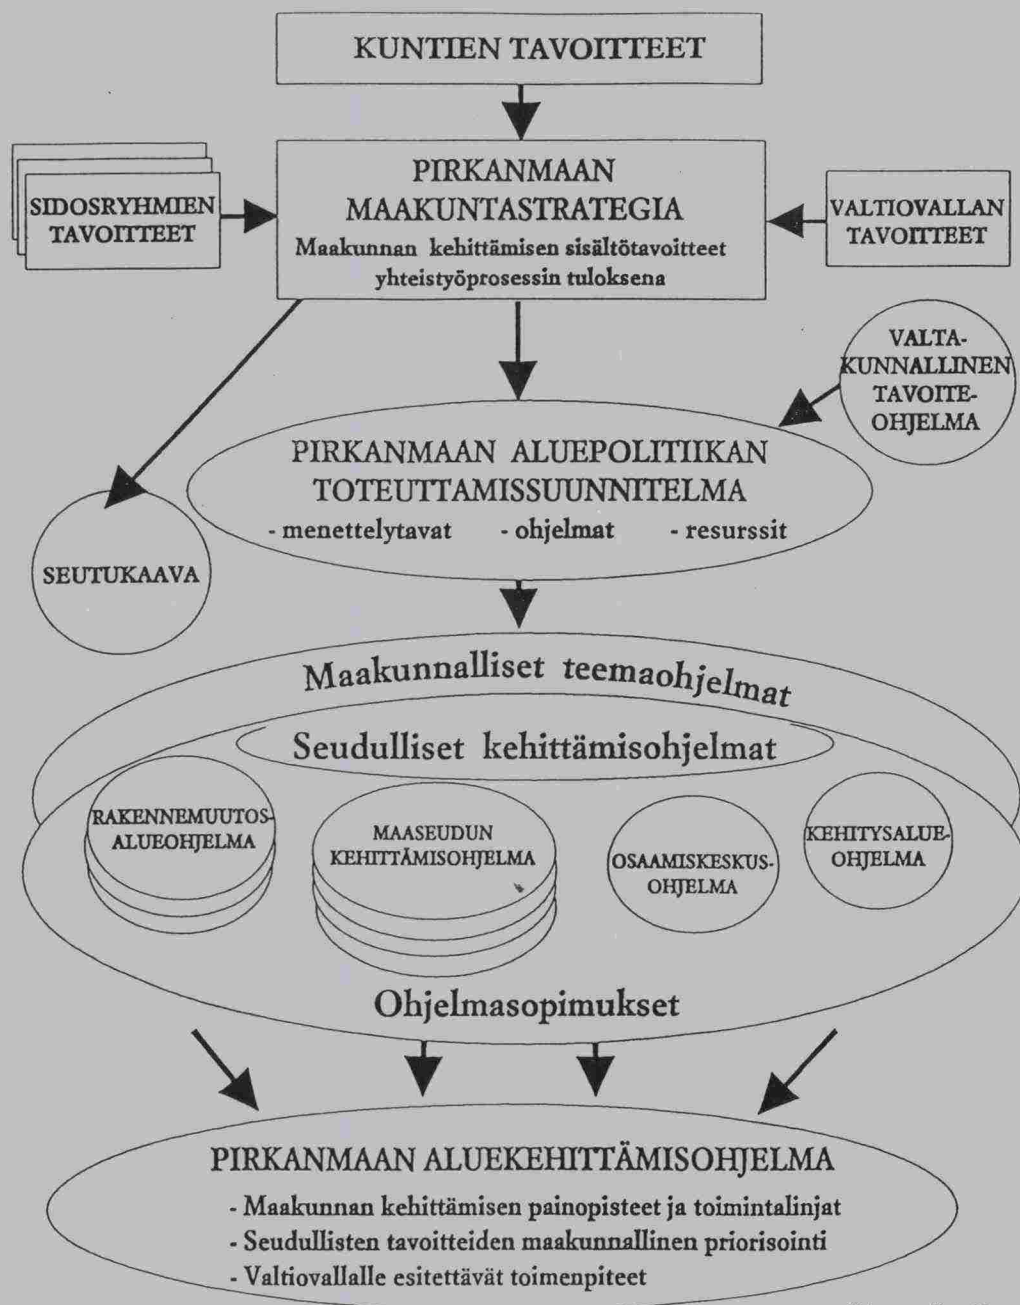 KUNTIEN TAVOITTEET
SIDOSRYHMIEN
TAVOITTEET
PIRKANMAAN
MAAKUNTASTRATEGIA
Maakunnan kehittämisen sisältötavoitteet
yhteistyöprosessin tuloksena
VALTIOVALLAN
TAVOITTEET
VALTA-
KUNNALLINEN
TAVOITE-
OHJELMA
PIRKANMAAN ALUEPOLITIIKAN
TOTEUTTAMISSUUNNITELMA
- menettelytavat - ohjelmat - resurssit
SEUTUKAAVA
Maakunnalliset teemaohjelmat
Seudulliset kehittämisohjelmat
RAKENNEMUUTOS-
ALUEOHJELMA
MAASEUDUN
KEHITTÄMISOHJELMA
OSAAMISKESKUS-
OHJELMA
KEHITYSALUE-
OHJELMA
Ohjelmasopimukset
PIRKANMAAN ALUEKEHITTÄMISOHJELMA
- Maakunnan kehittämisen painopisteet ja toimintalinjat
- Seudullisten tavoitteiden maakunnallinen priorisointi
- Valtiovallalle esitettävät toimenpiteet